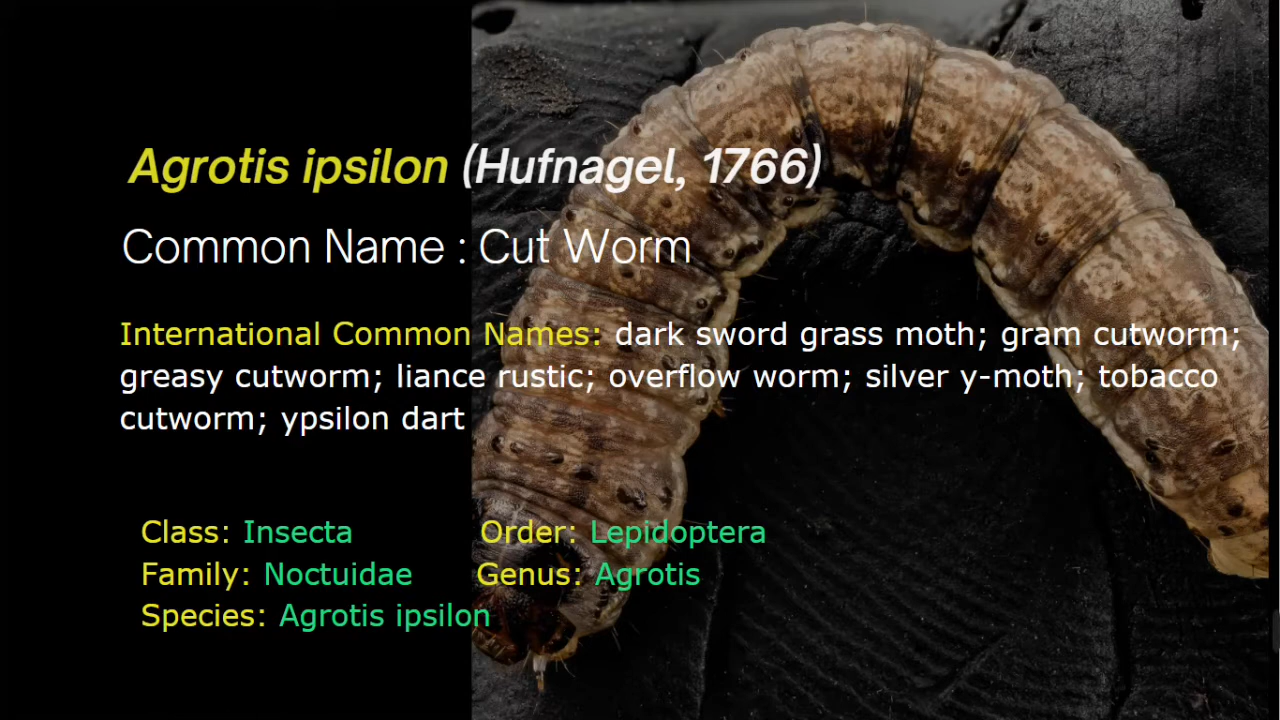 Agrotis ipsilon (Hufnagel, 1766)
Common Name : Cut Worm
International Common Names: dark sword grass moth; gram cutworm;
greasy cutworm; liance rustic; overflow worm; silver y-moth; tobacco
cutworm; ypsilon dart
Class: Insecta Order: Lepidoptera
Family: Noctuidae Genus: Agrotis
Species: Agrotis ipsilon